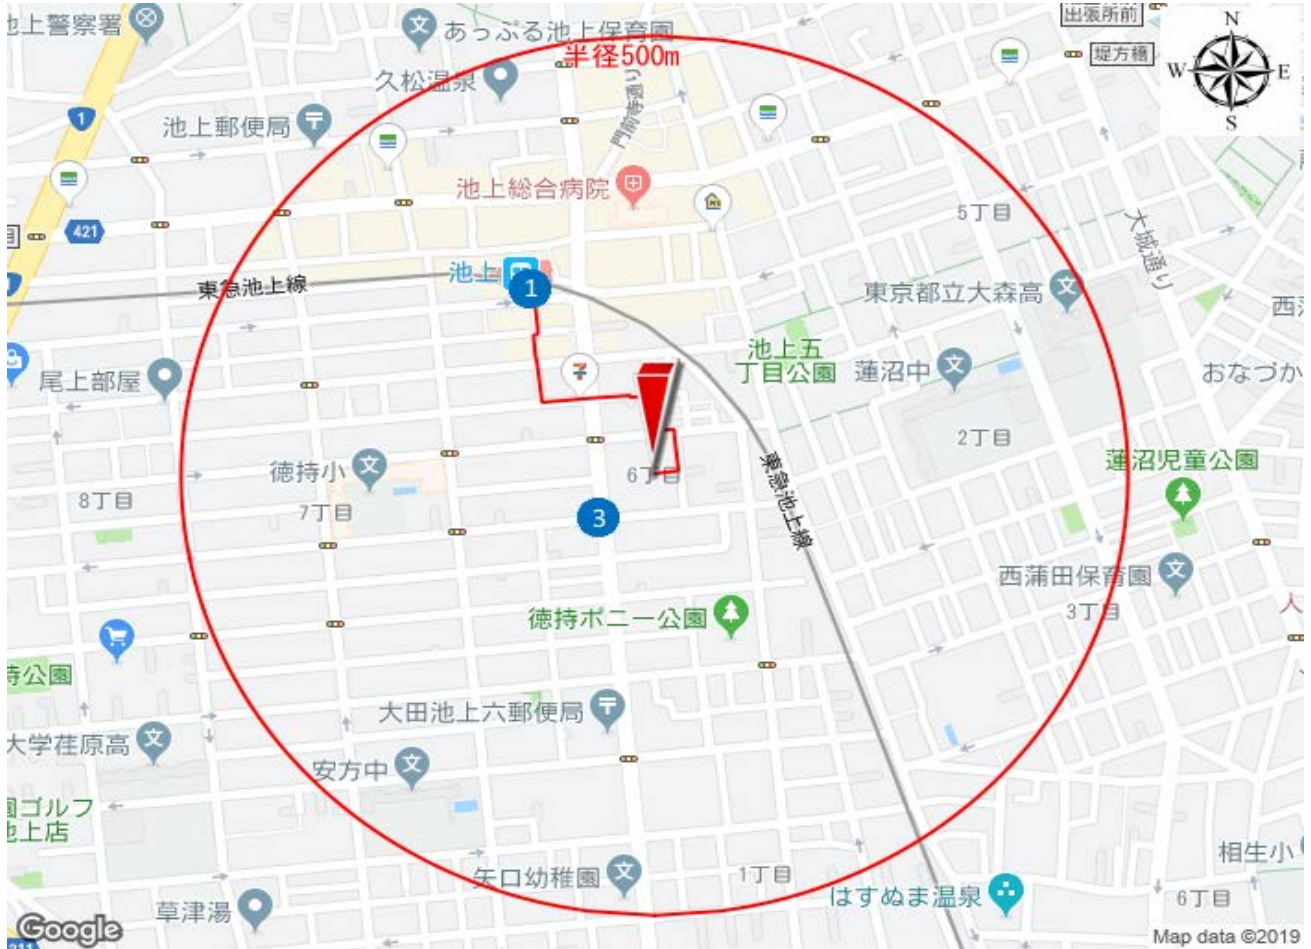 池上警察署
あっぷる池上保育園
出張所前
N
半径500m
堤方橋
W
E
久松温泉
1
池上郵便局
門前寺通り
S
池上総合病院
421
5丁目
大城通り
池上
東急池上線
1
東京都立大森高
池上五
丁目公園
蓮沼中
尾上部屋
7
おなづか
2丁目
蓮沼児童公園
徳持小
6丁目
東急池上線
8丁目
7丁目
3
西蒲田保育園
3丁目
徳持ポニー公園
人
持公園
大田池上六郵便局
大学荏原高
安方中
園ゴルフ
池上店
相生小
矢口幼稚園
1丁目
はすぬま温泉
6丁目
草津湯
Google
Map data ©2019